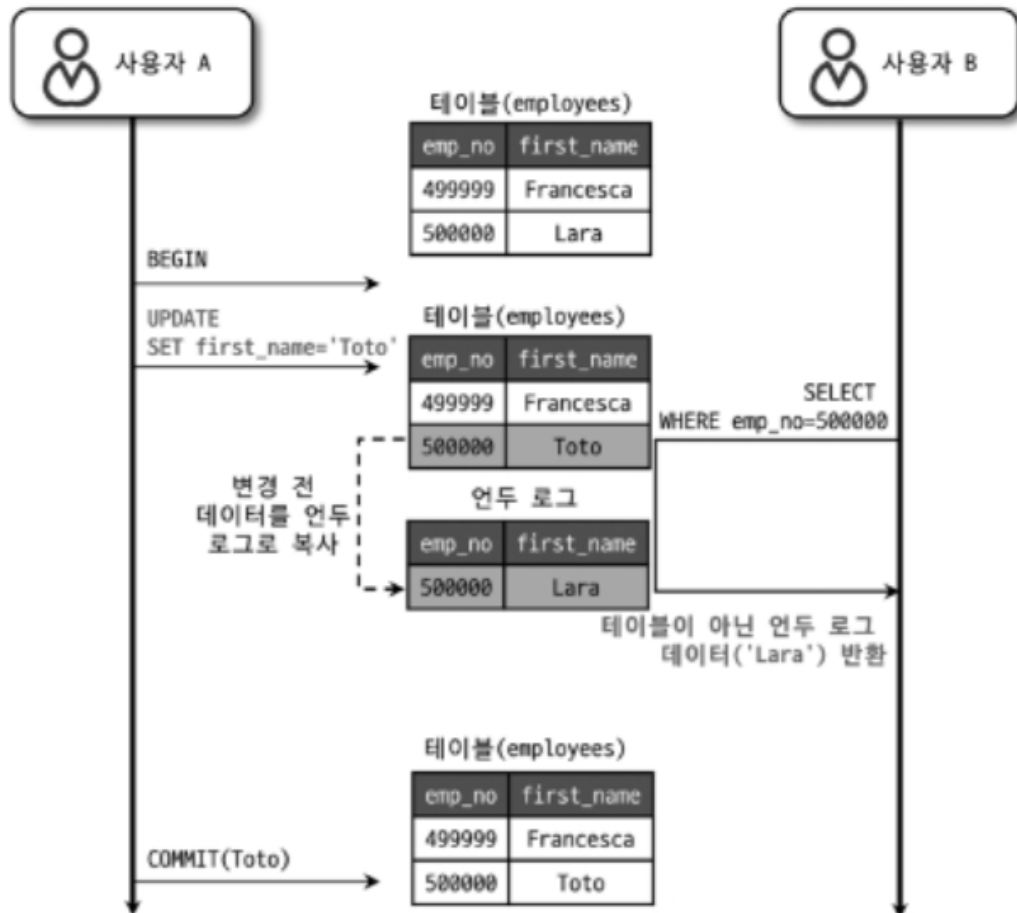 사용자 A
사용자 B
테이블(employees)
emp_no first_name
499999 Francesca
500000 Lara
BEGIN
UPDATE
SET first_name='Toto'
테이블(employees)
emp_no first_name
499999 Francesca
500000 Toto
SELECT
WHERE emp_no=500000
변경 전
데이터를 언두
로그로 복사
언두 로그
emp_no first_name
500000 Lara
테이블이 아닌 언두 로그
데이터('Lara') 반환
테이블(employees)
emp_no first_name
499999 Francesca
500000 Toto
COMMIT(Toto)